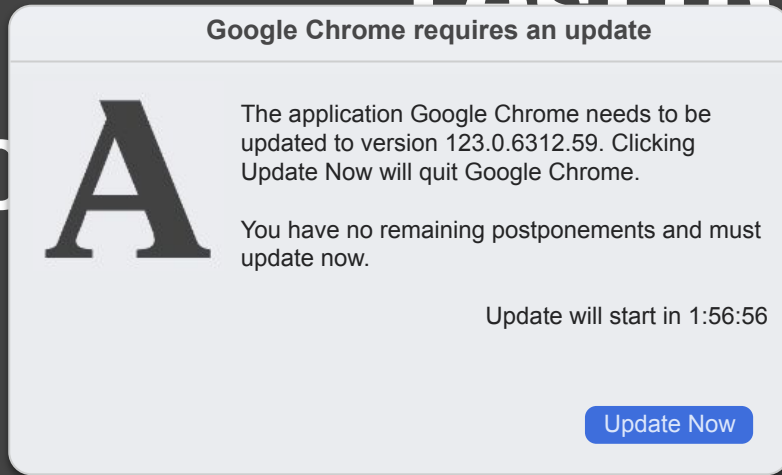 Google Chrome requires an update
A
The application Google Chrome needs to be
updated to version 123.0.6312.59. Clicking
Update Now will quit Google Chrome.
You have no remaining postponements and must
update now.
Update will start in 1:56:56
Update Now